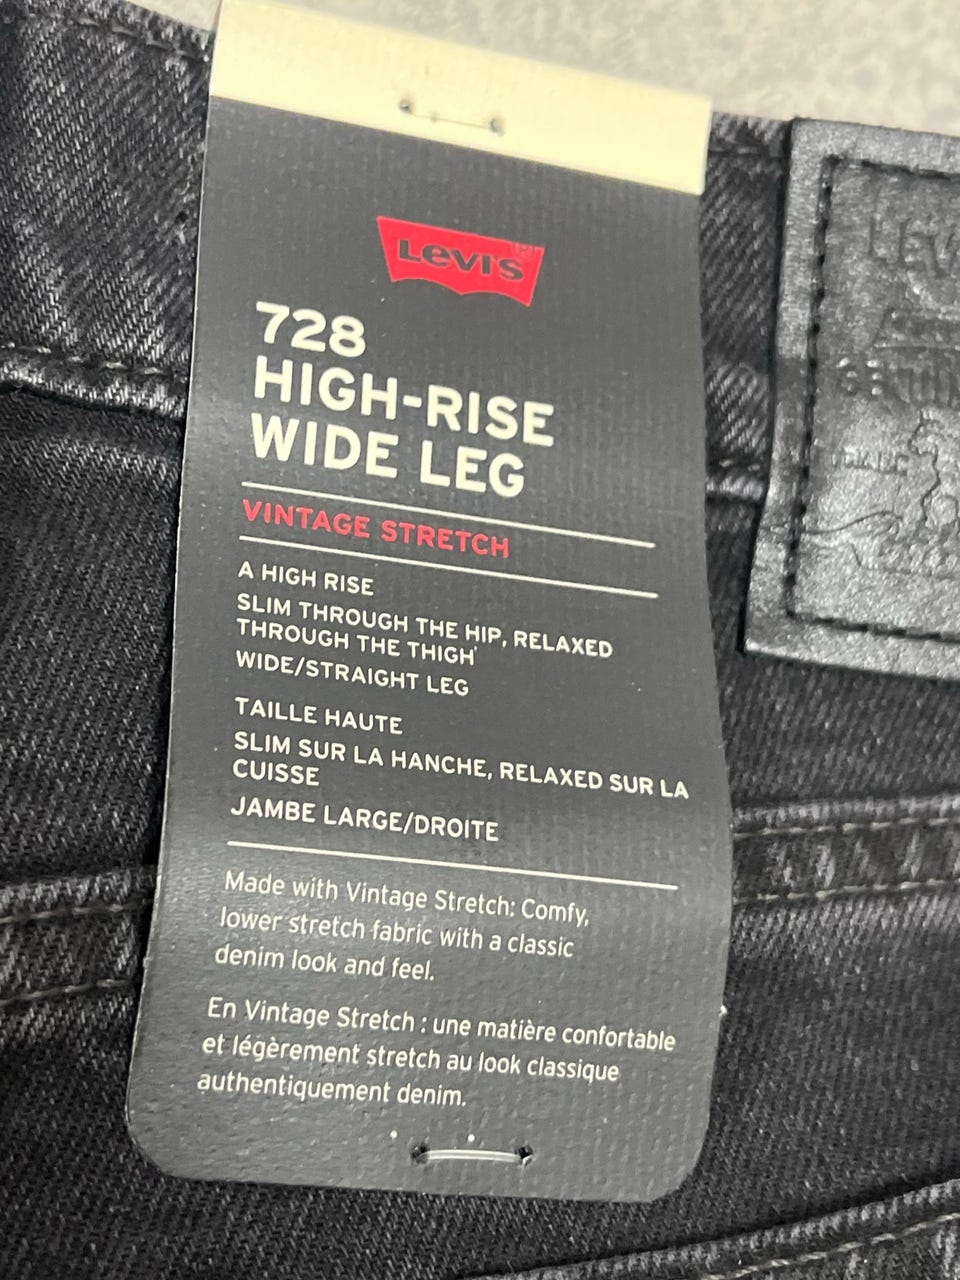 Levi's®
728
HIGH-RISE
WIDE LEG
VINTAGE STRETCH
A HIGH RISE
SLIM THROUGH THE HIP, RELAXED
THROUGH THE THIGH
WIDE/STRAIGHT LEG
TAILLE HAUTE
SLIM SUR LA HANCHE, RELAXED SUR LA
CUISSE
JAMBE LARGE/DROITE
Made with Vintage Stretch: Comfy,
lower stretch fabric with a classic
denim look and feel.
En Vintage Stretch : une matière confortable
et légèrement stretch au look classique
authentiquement denim.